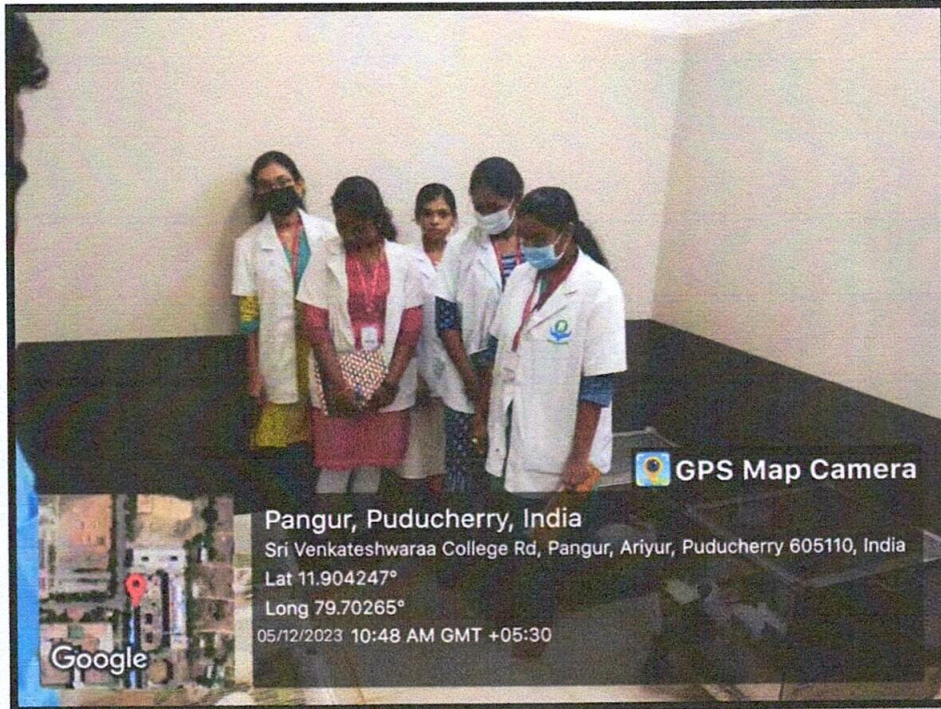 GPS Map Camera
Pangur, Puducherry, India
Sri Venkateshwaraa College Rd, Pangur, Ariyur, Puducherry 605110, India
Lat 11.904247°
Long 79.70265°
05/12/2023 10:48 AM GMT +05:30
Google